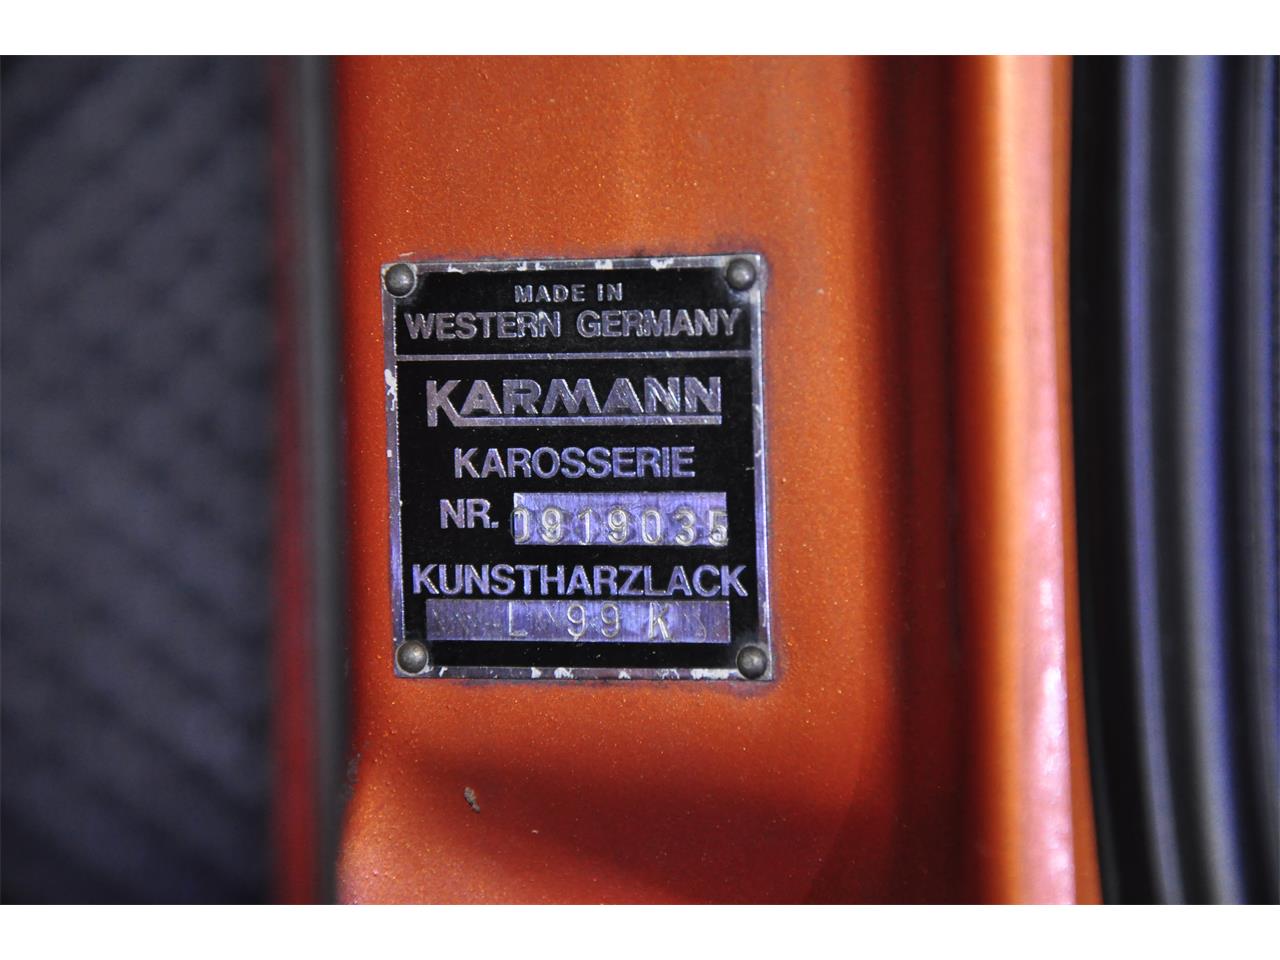 MADE IN
WESTERN GERMANY
KARMANN
KAROSSERIE
NR. 0919035
KUNSTHARZLACK
L 99 K